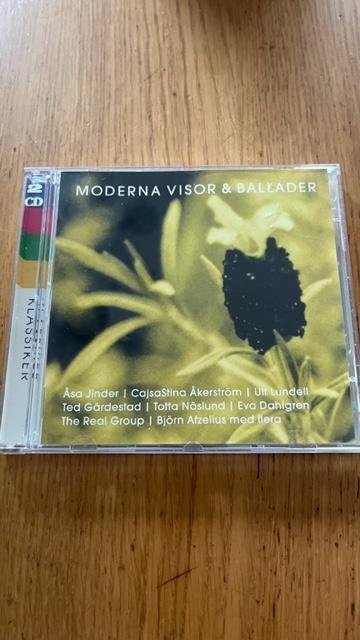 MODERNA VISOR & BALLADER
2
CD
KLASSIKER
Åsa Jinder | CajsaStina Åkerström | Ulf Lundell
Ted Gärdestad | Totta Näslund | Eva Dahlgren
The Real Group | Björn Afzelius med flera